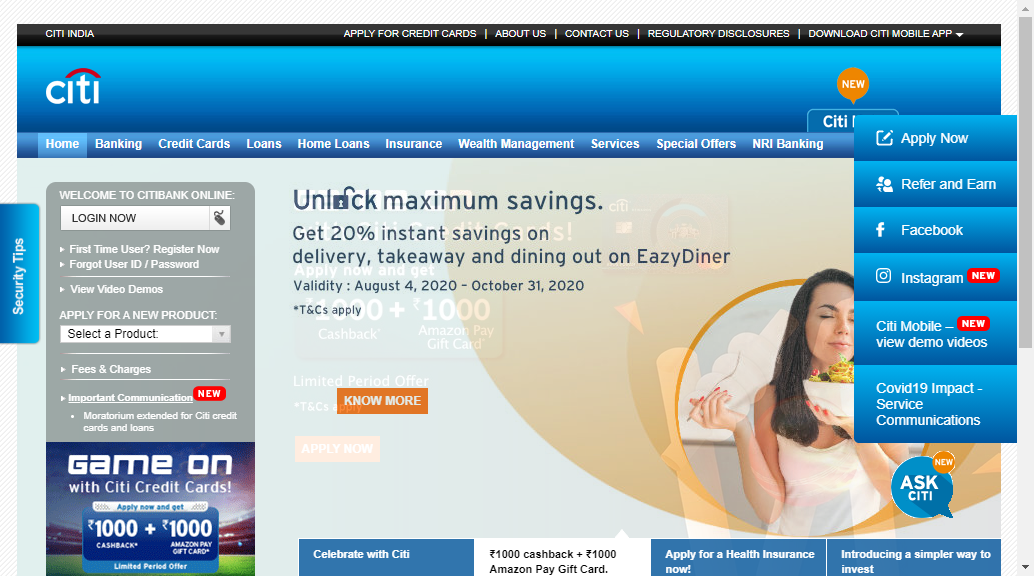 CITI INDIA
APPLY FOR CREDIT CARDS | ABOUT US | CONTACT US | REGULATORY DISCLOSURES | DOWNLOAD CITI MOBILE APP
citi
NEW
Citi
Home Banking Credit Cards Loans Home Loans Insurance Wealth Management Services Special Offers NRI Banking
Apply Now
Refer and Earn
Facebook
Instagram NEW
Citi Mobile – NEW
view demo videos
Covid19 Impact -
Service
Communications
Security Tips
WELCOME TO CITIBANK ONLINE:
LOGIN NOW
First Time User? Register Now
Forgot User ID / Password
View Video Demos
APPLY FOR A NEW PRODUCT:
Select a Product:
Fees & Charges
Important Communication NEW
Moratorium extended for Citi credit
cards and loans
GAME ON
with Citi Credit Cards!
Apply now and get
₹1000 + ₹1000
CASHBACK* AMAZON PAY
GIFT CARD*
Limited Period Offer
Unlock maximum savings.
Get 20% instant savings on
delivery, takeaway and dining out on EazyDiner
Validity : August 4, 2020 – October 31, 2020
*T&Cs apply
KNOW MORE
citi
Citi Credit Cards!
Apply now and get
₹1000 + ₹1000
Cashback* Amazon Pay
Gift Card*
Limited Period Offer
*T&Cs apply
APPLY NOW
NEW
ASK
CITI
Celebrate with Citi
₹1000 cashback + ₹1000
Amazon Pay Gift Card.
Apply for a Health Insurance
now!
Introducing a simpler way to
invest